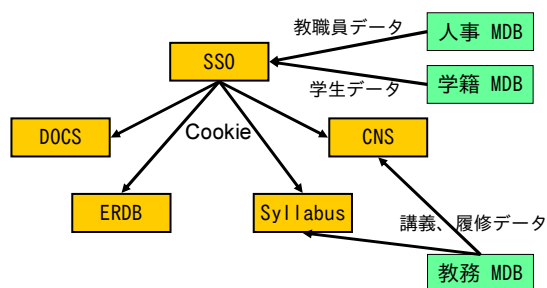 教職員データ
人事 MDB
SSO
学生データ
学籍 MDB
DOCS
Cookie
CNS
ERDB
Syllabus
講義、履修データ
教務 MDB